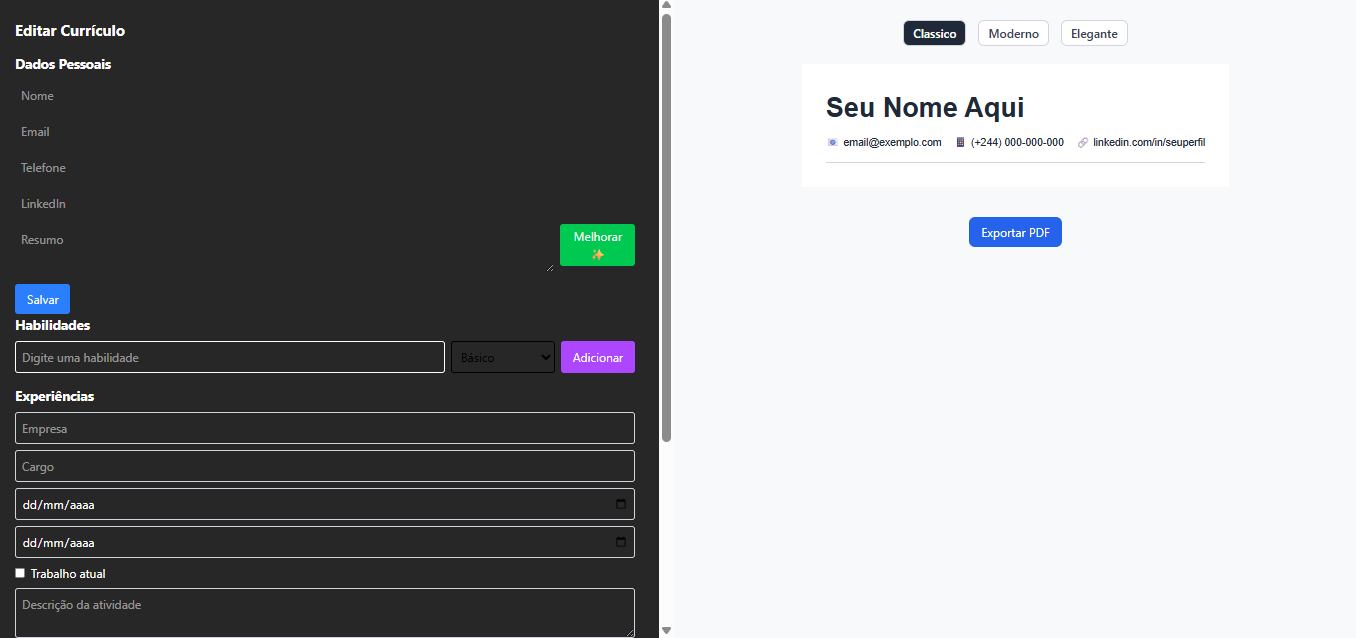 Editar Currículo
Dados Pessoais
Nome
Email
Telefone
LinkedIn
Resumo
Melhorar
✨
Salvar
Habilidades
Digite uma habilidade
Básico
Adicionar
Experiências
Empresa
Cargo
dd/mm/aaaa
dd/mm/aaaa
Trabalho atual
Descrição da atividade
Classico Moderno Elegante
Seu Nome Aqui
📧 email@exemplo.com 📱 (+244) 000-000-000 🔗 linkedin.com/in/seuperfil
Exportar PDF